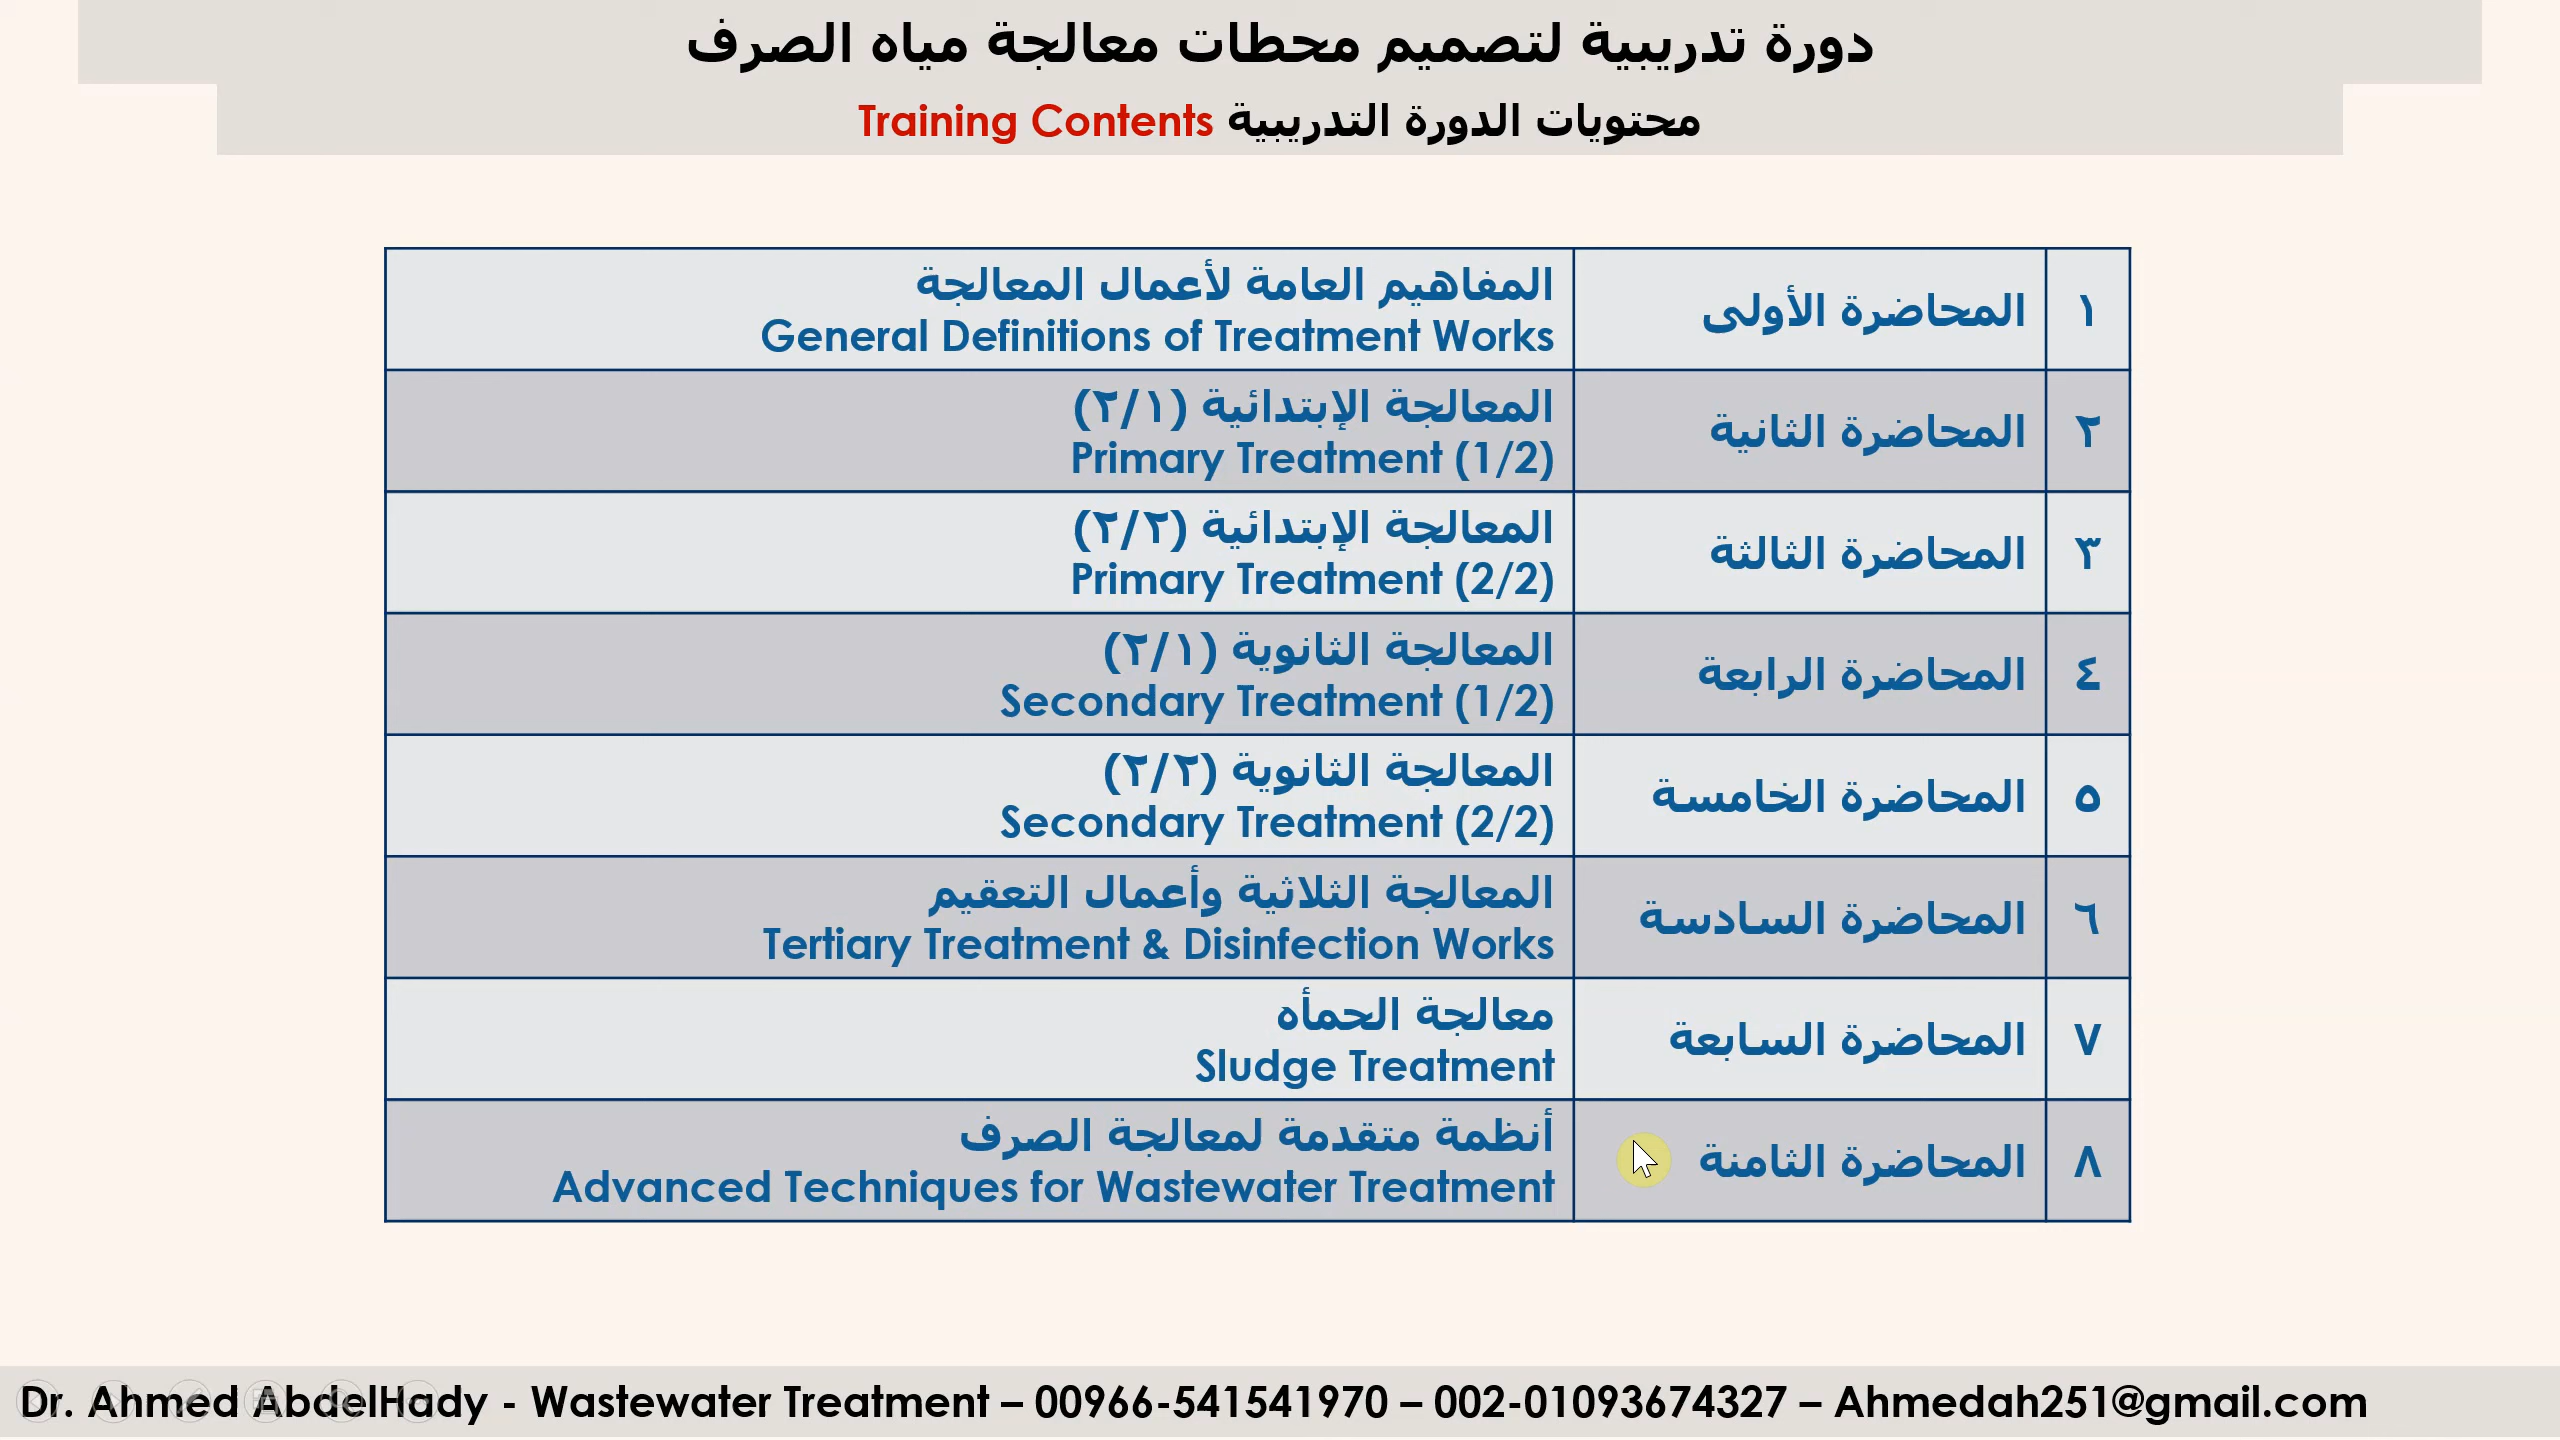 دورة تدريبية لتصميم محطات معالجة مياه الصرف
محتويات الدورة التدريبية Training Contents
١
المحاضرة الأولى
المفاهيم العامة لأعمال المعالجة
General Definitions of Treatment Works
٢
المحاضرة الثانية
المعالجة الإبتدائية (٢/١)
Primary Treatment (1/2)
٣
المحاضرة الثالثة
المعالجة الإبتدائية (٢/٢)
Primary Treatment (2/2)
٤
المحاضرة الرابعة
المعالجة الثانوية (٢/١)
Secondary Treatment (1/2)
٥
المحاضرة الخامسة
المعالجة الثانوية (٢/٢)
Secondary Treatment (2/2)
٦
المحاضرة السادسة
المعالجة الثلاثية وأعمال التعقيم
Tertiary Treatment & Disinfection Works
٧
المحاضرة السابعة
معالجة الحمأه
Sludge Treatment
٨
المحاضرة الثامنة
أنظمة متقدمة لمعالجة الصرف
Advanced Techniques for Wastewater Treatment
Dr. Ahmed AbdelHady - Wastewater Treatment – 00966-541541970 – 002-01093674327 – Ahmedah251@gmail.com